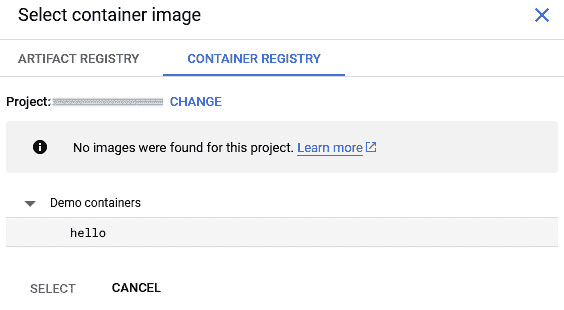 Select container image
ARTIFACT REGISTRY CONTAINER REGISTRY
Project: CHANGE
No images were found for this project. Learn more
Demo containers
hello
SELECT CANCEL